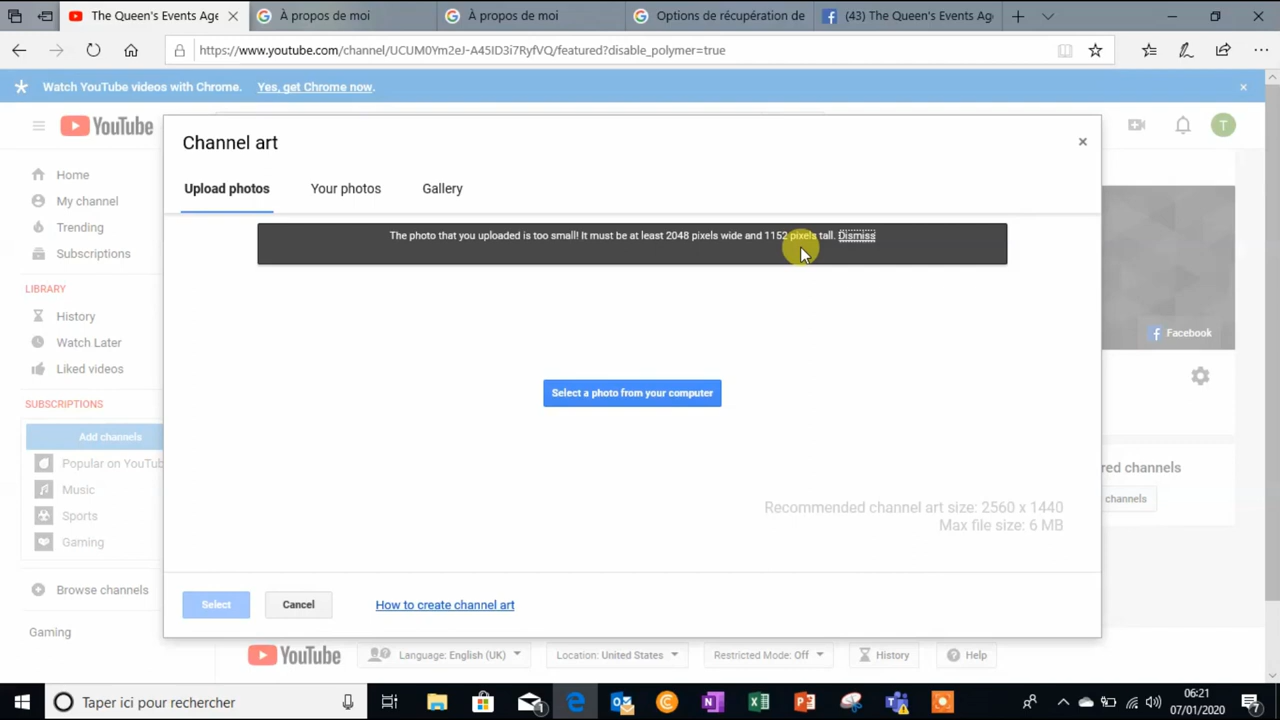 The Queen's Events Age
À propos de moi
À propos de moi
Options de récupération de
(43) The Queen's Events Age
https://www.youtube.com/channel/UCUM0Ym2eJ-A45ID3i7RyfVQ/featured?disable_polymer=true
Watch YouTube videos with Chrome. Yes, get Chrome now.
YouTube
T
Home
My channel
Trending
Subscriptions
LIBRARY
History
Watch Later
Liked videos
SUBSCRIPTIONS
Add channels
Popular on YouTub
Music
Sports
Gaming
Browse channels
Gaming
Channel art
Upload photos
Your photos
Gallery
The photo that you uploaded is too small! It must be at least 2048 pixels wide and 1152 pixels tall. Dismiss
Select a photo from your computer
Recommended channel art size: 2560 x 1440
Max file size: 6 MB
Select
Cancel
How to create channel art
Facebook
red channels
channels
YouTube
Language: English (UK)
Location: United States
Restricted Mode: Off
History
Help
Taper ici pour rechercher
1
06:21
07/01/2020
7